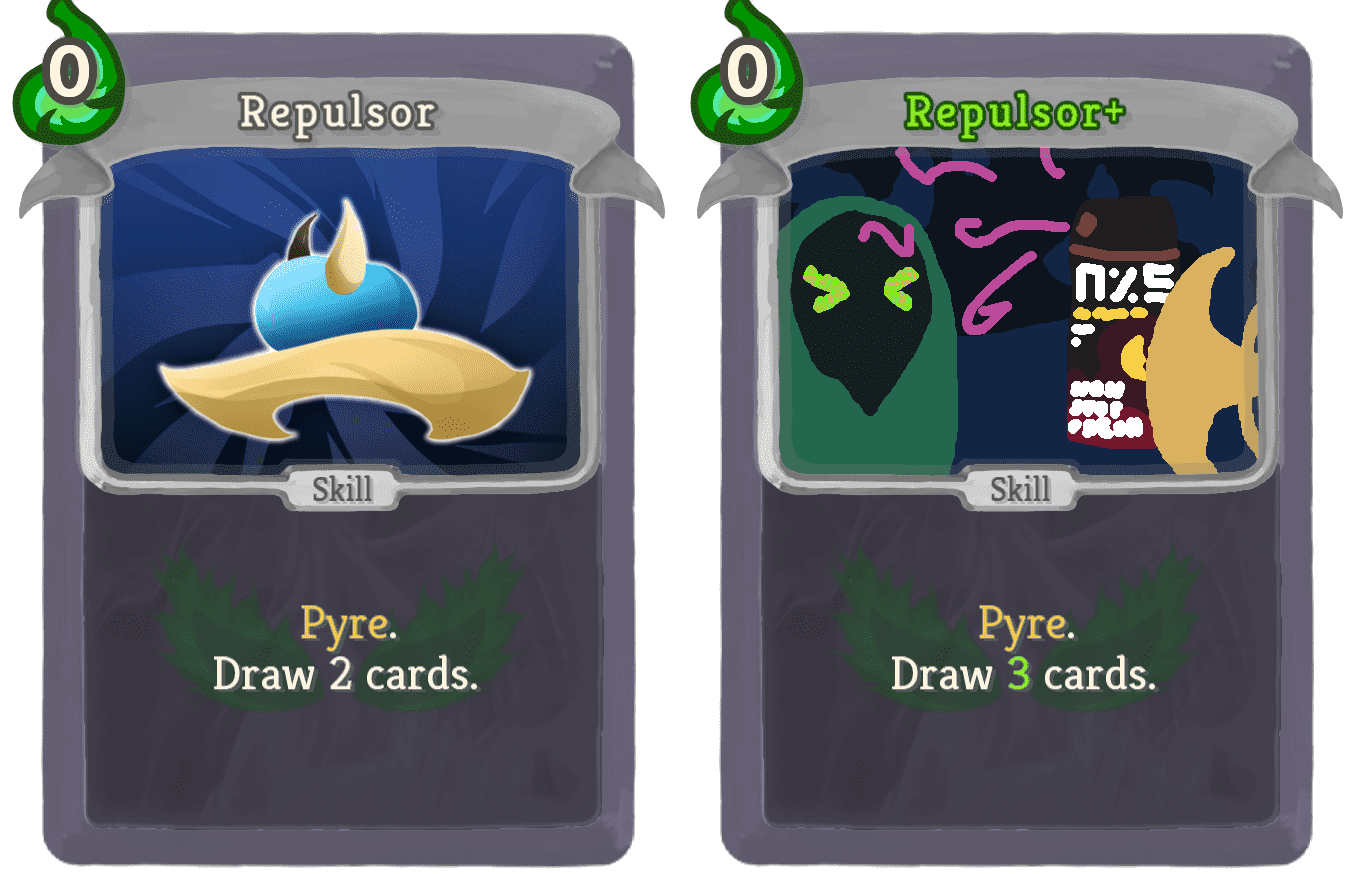 0
Repulsor
Skill
Pyre.
Draw 2 cards.
0
Repulsor+
Skill
Pyre.
Draw 3 cards.